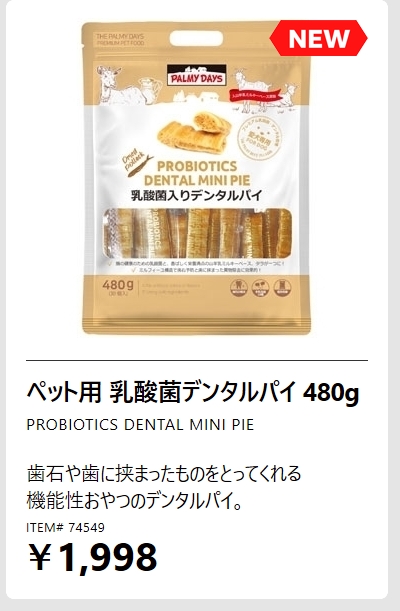 NEW
THE PALMY DAYS
PREMIUM PET FOOD
PALMY DAYS
Dried
Pollack
PROBIOTICS
DENTAL MINI PIE
乳酸菌入りデンタルパイ
480g
ペット用 乳酸菌デンタルパイ 480g
PROBIOTICS DENTAL MINI PIE
歯石や歯に挟まったものをとってくれる
機能性おやつのデンタルパイ。
ITEM# 74549
￥1,998